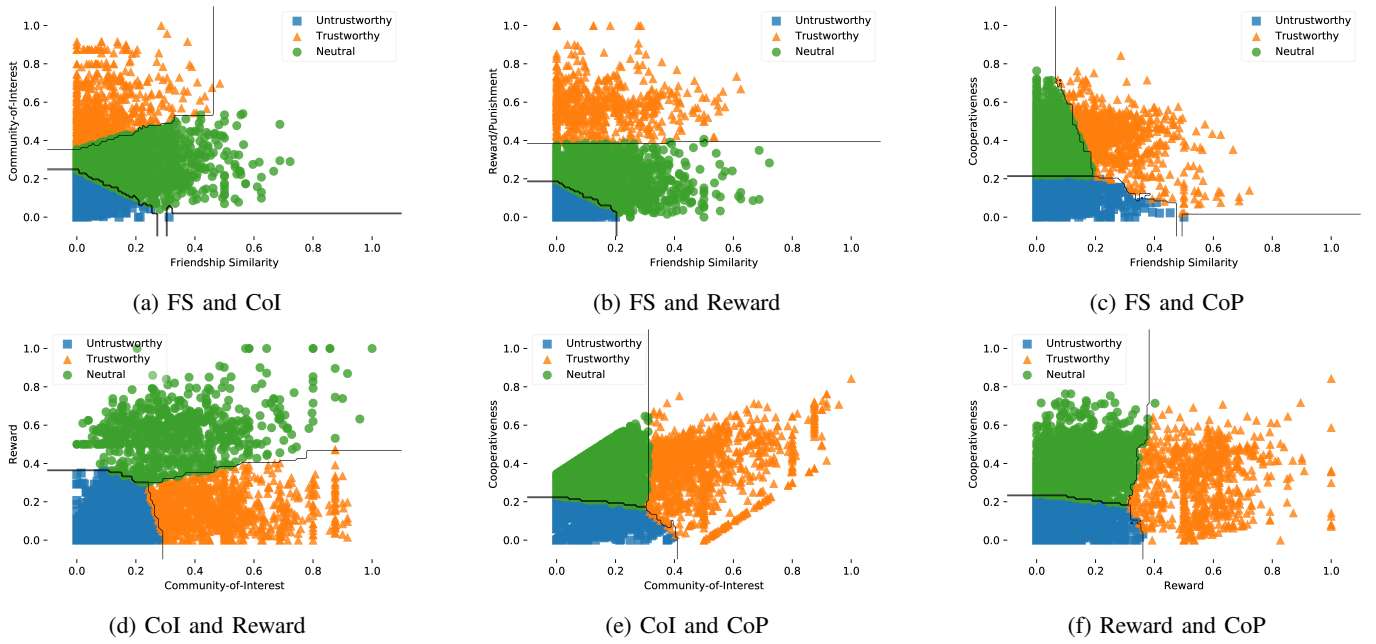 Untrustworthy
Trustworthy
Neutral
Community-of-Interest
1.0
0.8
0.6
0.4
0.2
0.0
0.0 0.2 0.4 0.6 0.8 1.0
Friendship Similarity
(a) FS and CoI
Untrustworthy
Trustworthy
Neutral
Reward/Punishment
1.0
0.8
0.6
0.4
0.2
0.0
0.0 0.2 0.4 0.6 0.8 1.0
Friendship Similarity
(b) FS and Reward
Untrustworthy
Trustworthy
Neutral
Cooperativeness
1.0
0.8
0.6
0.4
0.2
0.0
0.0 0.2 0.4 0.6 0.8 1.0
Friendship Similarity
(c) FS and CoP
Untrustworthy
Trustworthy
Neutral
Reward
1.0
0.8
0.6
0.4
0.2
0.0
0.0 0.2 0.4 0.6 0.8 1.0
Community-of-Interest
(d) CoI and Reward
Untrustworthy
Trustworthy
Neutral
Cooperativeness
1.0
0.8
0.6
0.4
0.2
0.0
0.0 0.2 0.4 0.6 0.8 1.0
Community-of-Interest
(e) CoI and CoP
Untrustworthy
Trustworthy
Neutral
Cooperativeness
1.0
0.8
0.6
0.4
0.2
0.0
0.0 0.2 0.4 0.6 0.8 1.0
Reward
(f) Reward and CoP